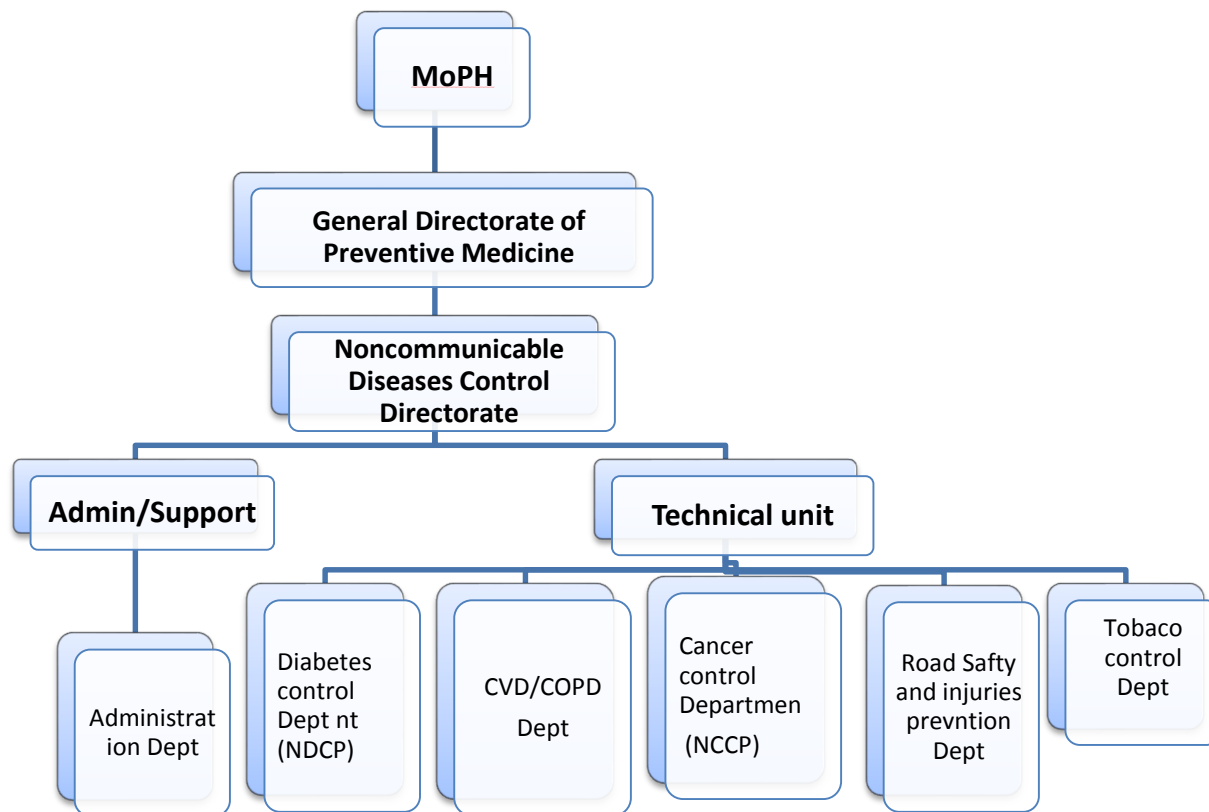 MoPH
General Directorate of
Preventive Medicine
Noncommunicable
Diseases Control
Directorate
Admin/Support
Technical unit
Administrat
ion Dept
Diabetes
control
Dept nt
(NDCP)
CVD/COPD
Dept
Cancer
control
Departmen
(NCCP)
Road Safty
and injuries
prevntion
Dept
Tobaco
control
Dept